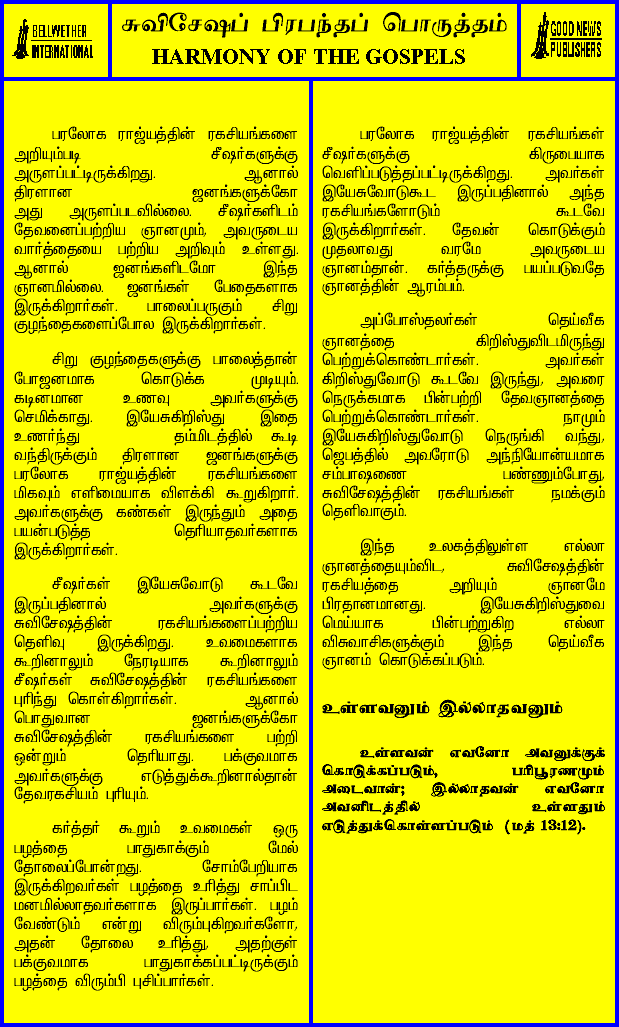 BELLWETHER
INTERNATIONAL
சுவிசேஷப் பிரபந்தப் பொருத்தம்
HARMONY OF THE GOSPELS
GOOD NEWS
PUBLISHERS
பரலோக ராஜ்யத்தின் ரகசியங்களை
அறியும்படி சீஷர்களுக்கு
அருளப்பட்டிருக்கிறது. ஆனால்
திரளான ஜனங்களுக்கோ
அது அருளப்படவில்லை. சீஷர்களிடம்
தேவனைப்பற்றிய ஞானமும், அவருடைய
வார்த்தையை பற்றிய அறிவும் உள்ளது.
ஆனால் ஜனங்களிடமோ இந்த
ஞானமில்லை. ஜனங்கள் பேதைகளாக
இருக்கிறார்கள். பாலைப்பருகும் சிறு
குழந்தைகளைப்போல இருக்கிறார்கள்.
சிறு குழந்தைகளுக்கு பாலைத்தான்
போஜனமாக கொடுக்க முடியும்.
கடினமான உணவு அவர்களுக்கு
செமிக்காது. இயேசுகிறிஸ்து இதை
உணர்ந்து தம்மிடத்தில் கூடி
வந்திருக்கும் திரளான ஜனங்களுக்கு
பரலோக ராஜ்யத்தின் ரகசியங்களை
மிகவும் எளிமையாக விளக்கி கூறுகிறார்.
அவர்களுக்கு கண்கள் இருந்தும் அதை
பயன்படுத்த தெரியாதவர்களாக
இருக்கிறார்கள்.
சீஷர்கள் இயேசுவோடு கூடவே
இருப்பதினால் அவர்களுக்கு
சுவிசேஷத்தின் ரகசியங்களைப்பற்றிய
தெளிவு இருக்கிறது. உவமைகளாக
கூறினாலும் நேரடியாக கூறினாலும்
சீஷர்கள் சுவிசேஷத்தின் ரகசியங்களை
புரிந்து கொள்கிறார்கள். ஆனால்
பொதுவான ஜனங்களுக்கோ
சுவிசேஷத்தின் ரகசியங்களை பற்றி
ஒன்றும் தெரியாது. பக்குவமாக
அவர்களுக்கு எடுத்துக்கூறினால்தான்
தேவரகசியம் புரியும்.
கர்த்தர் கூறும் உவமைகள் ஒரு
பழத்தை பாதுகாக்கும் மேல்
தோலைப்போன்றது. சோம்பேறியாக
இருக்கிறவர்கள் பழத்தை உரித்து சாப்பிட
மனமில்லாதவர்களாக இருப்பார்கள். பழம்
வேண்டும் என்று விரும்புகிறவர்களோ,
அதன் தோலை உரித்து, அதற்குள்
பக்குவமாக பாதுகாக்கப்பட்டிருக்கும்
பழத்தை விரும்பி புசிப்பார்கள்.
பரலோக ராஜ்யத்தின் ரகசியங்கள்
சீஷர்களுக்கு கிருபையாக
வெளிப்படுத்தப்பட்டிருக்கிறது. அவர்கள்
இயேசுவோடுகூட இருப்பதினால் அந்த
ரகசியங்களோடும் கூடவே
இருக்கிறார்கள். தேவன் கொடுக்கும்
முதலாவது வரமே அவருடைய
ஞானம்தான். கர்த்தருக்கு பயப்படுவதே
ஞானத்தின் ஆரம்பம்.
அப்போஸ்தலர்கள் தெய்வீக
ஞானத்தை கிறிஸ்துவிடமிருந்து
பெற்றுக்கொண்டார்கள். அவர்கள்
கிறிஸ்துவோடு கூடவே இருந்து, அவரை
நெருக்கமாக பின்பற்றி தேவஞானத்தை
பெற்றுக்கொண்டார்கள். நாமும்
இயேசுகிறிஸ்துவோடு நெருங்கி வந்து,
ஜெபத்தில் அவரோடு அந்நியோன்யமாக
சம்பாஷணை பண்ணும்போது,
சுவிசேஷத்தின் ரகசியங்கள் நமக்கும்
தெளிவாகும்.
இந்த உலகத்திலுள்ள எல்லா
ஞானத்தையும்விட, சுவிசேஷத்தின்
ரகசியத்தை அறியும் ஞானமே
பிரதானமானது. இயேசுகிறிஸ்துவை
மெய்யாக பின்பற்றுகிற எல்லா
விசுவாசிகளுக்கும் இந்த தெய்வீக
ஞானம் கொடுக்கப்படும்.
உள்ளவனும் இல்லாதவனும்
உள்ளவன் எவனோ அவனுக்குக்
கொடுக்கப்படும், பரிபூரணமும்
அடைவான்; இல்லாதவன் எவனோ
அவனிடத்தில் உள்ளதும்
எடுத்துக்கொள்ளப்படும் (மத் 13:12).